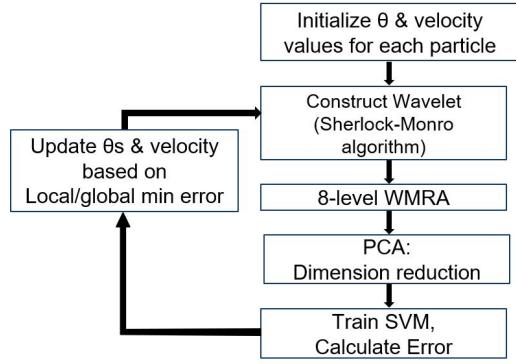 Initialize θ & velocity
values for each particle
Construct Wavelet
(Sherlock-Monro
algorithm)
8-level WMRA
PCA:
Dimension reduction
Train SVM,
Calculate Error
Update θs & velocity
based on
Local/global min error